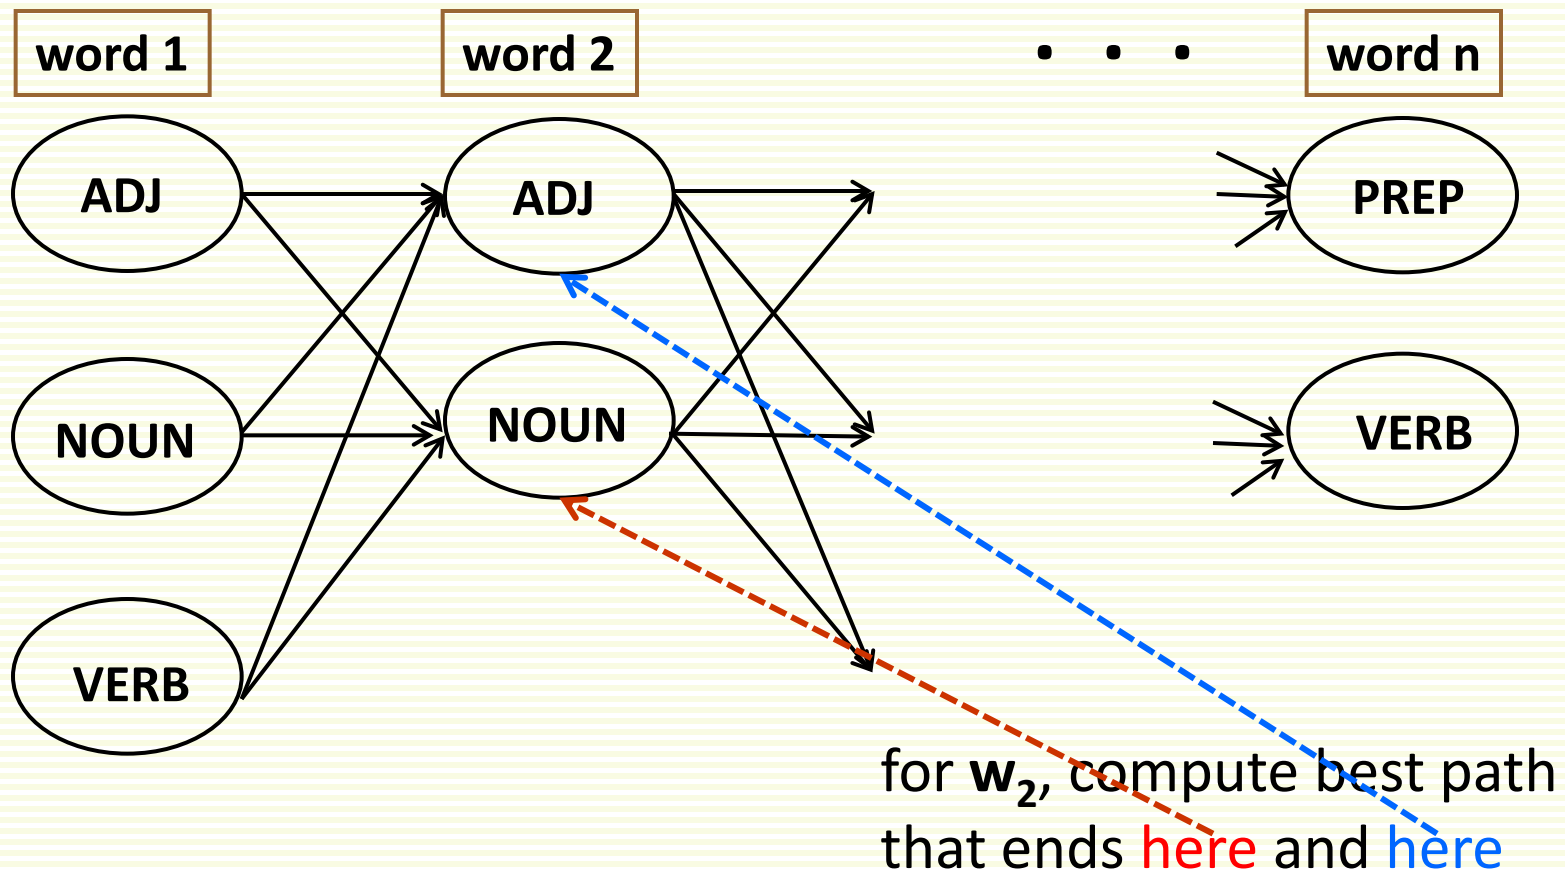 word 1 word 2 . . . word n
ADJ ADJ PREP
NOUN NOUN VERB
VERB
for w2, compute best path
that ends here and here